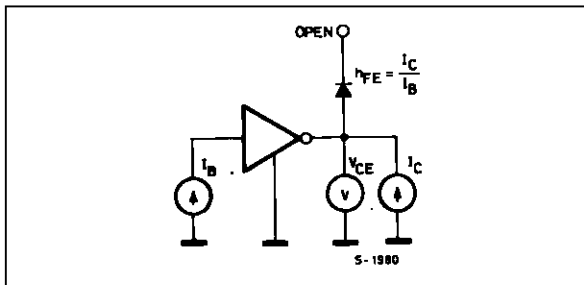 OPEN
hFE = IC
IB
IB
VCE
IC
V
S-1980